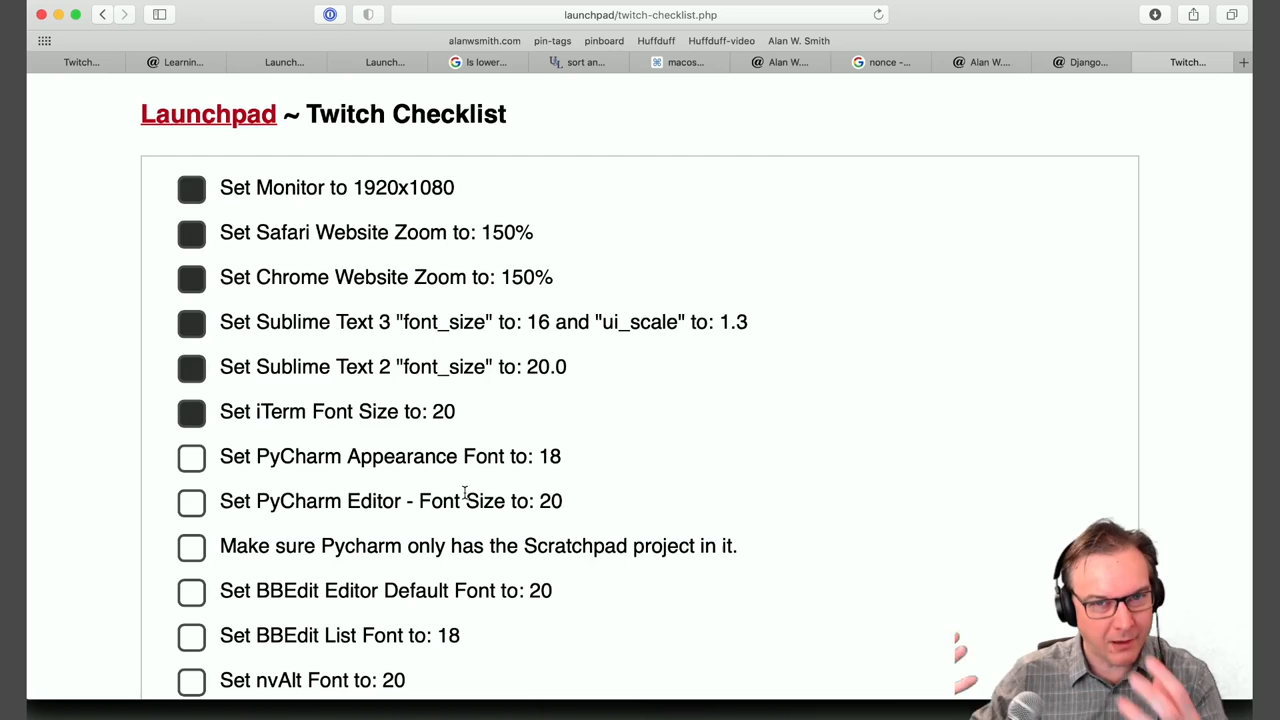 launchpad/twitch-checklist.php
alanwsmith.com pin-tags pinboard Huffduff Huffduff-video Alan W. Smith
Twitch... Learnin... Launch... Launch... Is lower... sort an... macos... Alan W.... nonce -... Alan W.... Django... Twitch...
Launchpad ~ Twitch Checklist
Set Monitor to 1920x1080
Set Safari Website Zoom to: 150%
Set Chrome Website Zoom to: 150%
Set Sublime Text 3 "font_size" to: 16 and "ui_scale" to: 1.3
Set Sublime Text 2 "font_size" to: 20.0
Set iTerm Font Size to: 20
Set PyCharm Appearance Font to: 18
Set PyCharm Editor - Font Size to: 20
Make sure Pycharm only has the Scratchpad project in it.
Set BBEdit Editor Default Font to: 20
Set BBEdit List Font to: 18
Set nvAlt Font to: 20